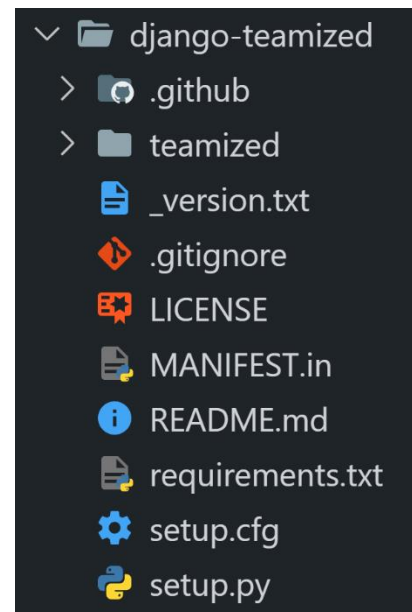 django-teamized
.github
teamized
_version.txt
.gitignore
LICENSE
MANIFEST.in
README.md
requirements.txt
setup.cfg
setup.py